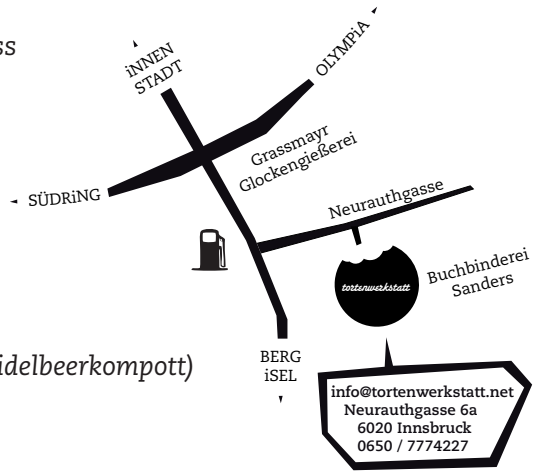 ss
iNNEN
STADT
OLYMPiA
Grassmayr
Glockengießerei
SÜDRiNG
Neurauthgasse
Buchbinderei
Sanders
tortenwerkstatt
BERG
iSEL
idelbeerkompott)
info@tortenwerkstatt.net
Neurauthgasse 6a
6020 Innsbruck
0650 / 7774227